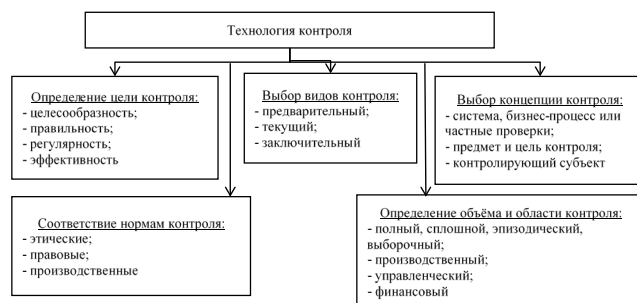 Технология контроля
Определение цели контроля:
- целесообразность;
- правильность;
- регулярность;
- эффективность
Выбор видов контроля:
- предварительный;
- текущий;
- заключительный
Выбор концепции контроля:
- система, бизнес-процесс или
частные проверки;
- предмет и цель контроля;
- контролирующий субъект
Соответствие нормам контроля:
- этические;
- правовые;
- производственные
Определение объёма и области контроля:
- полный, сплошной, эпизодический,
выборочный;
- производственный;
- управленческий;
- финансовый